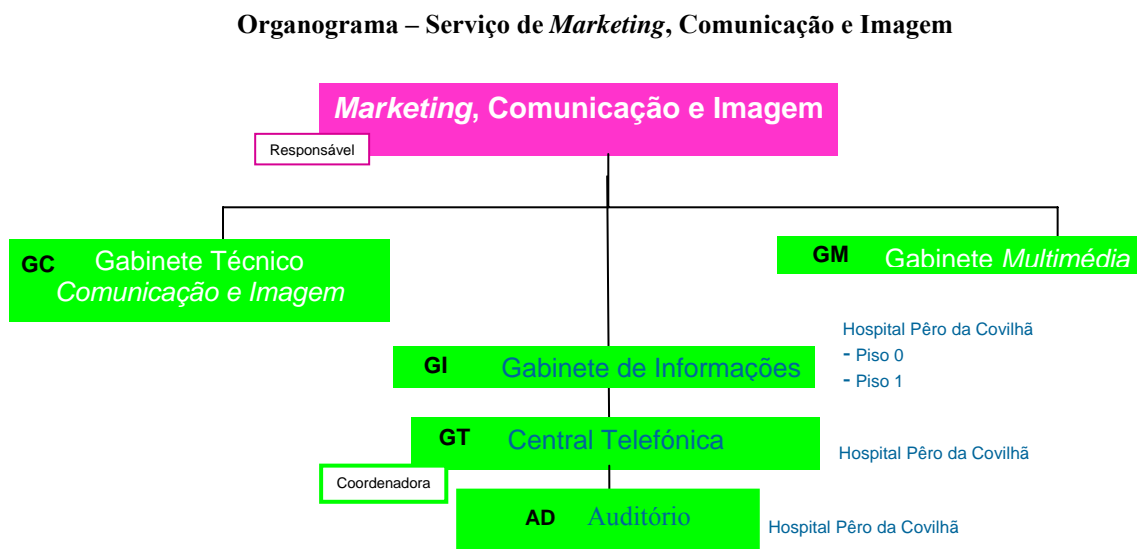 Organograma – Serviço de Marketing, Comunicação e Imagem
Marketing, Comunicação e Imagem
Responsável
GC Gabinete Técnico
Comunicação e Imagem
GM Gabinete Multimédia
Hospital Pêro da Covilhã
- Piso 0
- Piso 1
GI Gabinete de Informações
GT Central Telefónica
Hospital Pêro da Covilhã
Coordenadora
AD Auditório
Hospital Pêro da Covilhã